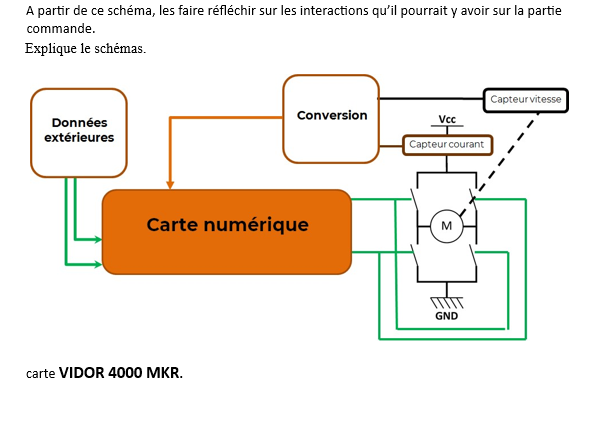 A partir de ce schéma, les faire réfléchir sur les interactions qu'il pourrait y avoir sur la partie
commande.
Explique le schémas.
Données
extérieures
Conversion
Capteur vitesse
Vcc
Capteur courant
Carte numérique
M
GND
carte VIDOR 4000 MKR.